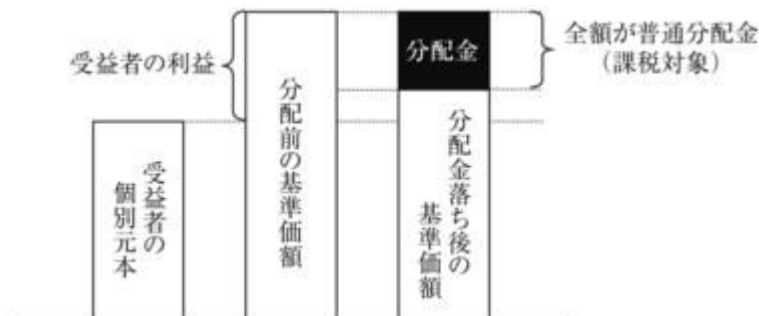 受益者の利益
受益者の
個別元本
分配前の基準価額
分配金
分配金落ち後の
基準価額
全額が普通分配金
（課税対象）